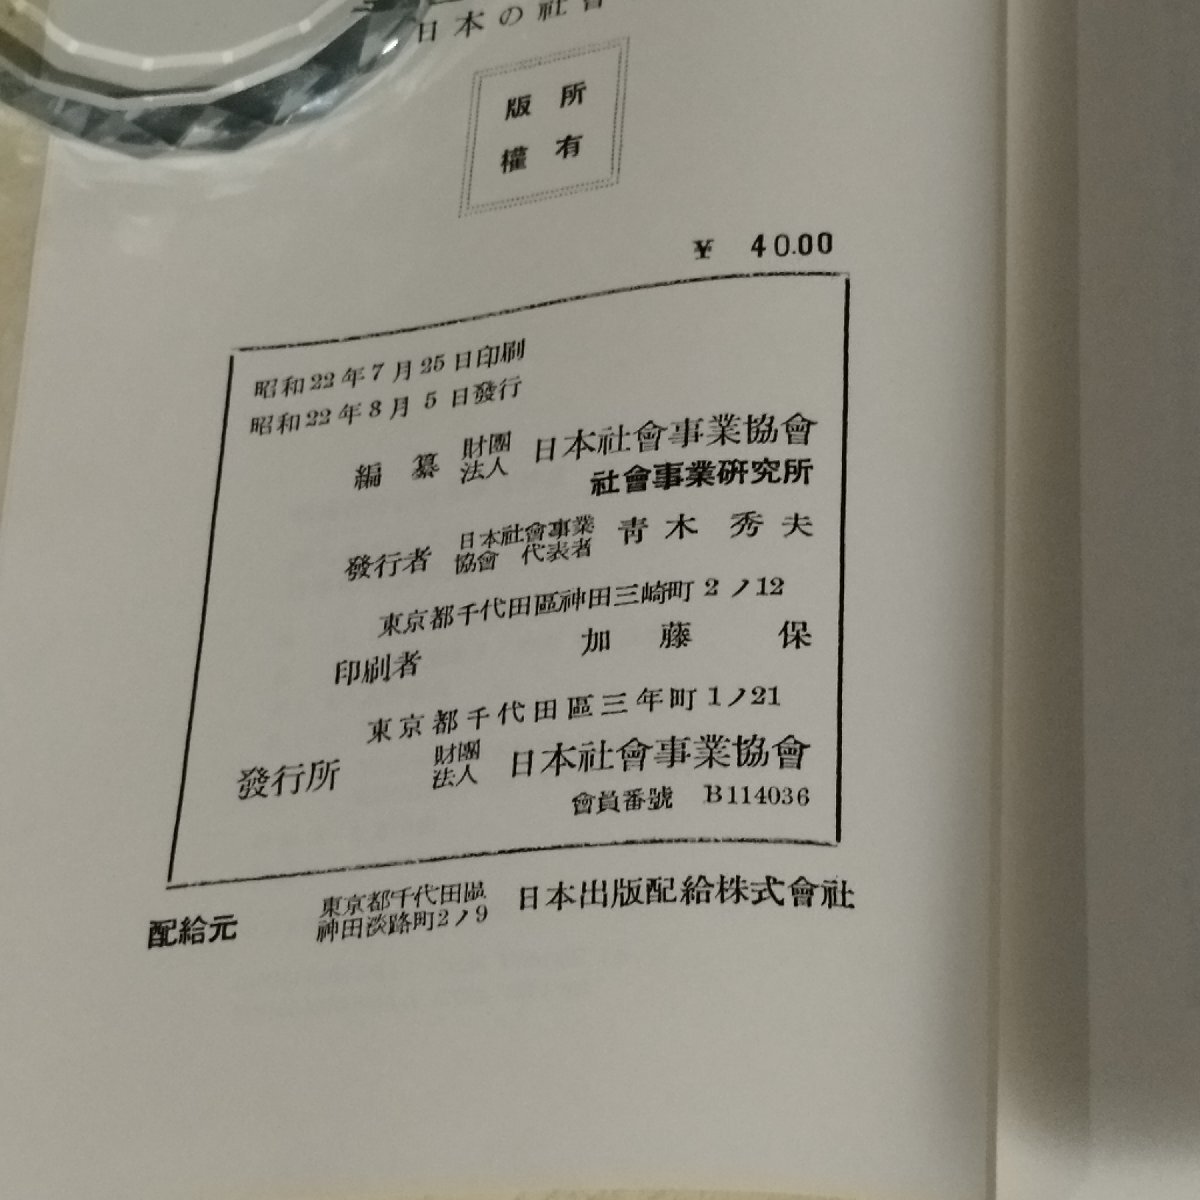 日本の社會
版所
權有
¥ 40.00
昭和22年7月25日印刷
昭和22年8月5日發行
編纂 財團法人 日本社會事業協會
社會事業硏究所
發行者 日本社會事業協會 代表者 靑木秀夫
東京都千代田區神田三崎町2ノ12
印刷者 加藤保
東京都千代田區三年町1ノ21
發行所 財團法人 日本社會事業協會
會員番號 B114036
配給元 東京都千代田區神田淡路町2ノ9 日本出版配給株式會社